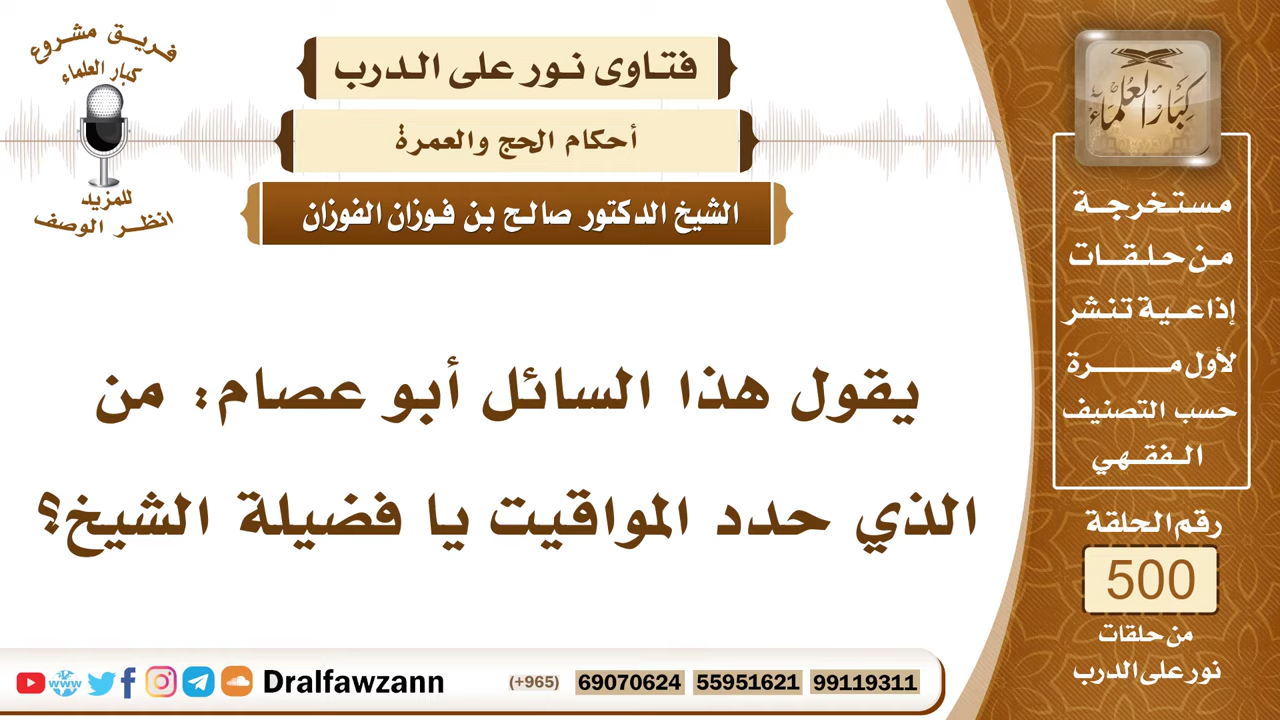 فريق مشروع
كبار العلماء
للمزيد
انظر الوصف
فتاوى نور على الدرب
أحكام الحج والعمرة
الشيخ الدكتور صالح بن فوزان الفوزان
يقول هذا السائل أبو عصام: من
الذي حدد المواقيت يا فضيلة الشيخ؟
كبار العلماء
مستخرجة
من حلقات
إذاعية تنشر
لأول مرة
حسب التصنيف
الفقهي
رقم الحلقة
500
من حلقات
نور على الدرب
www Dralfawzann (+965) 69070624 55951621 99119311